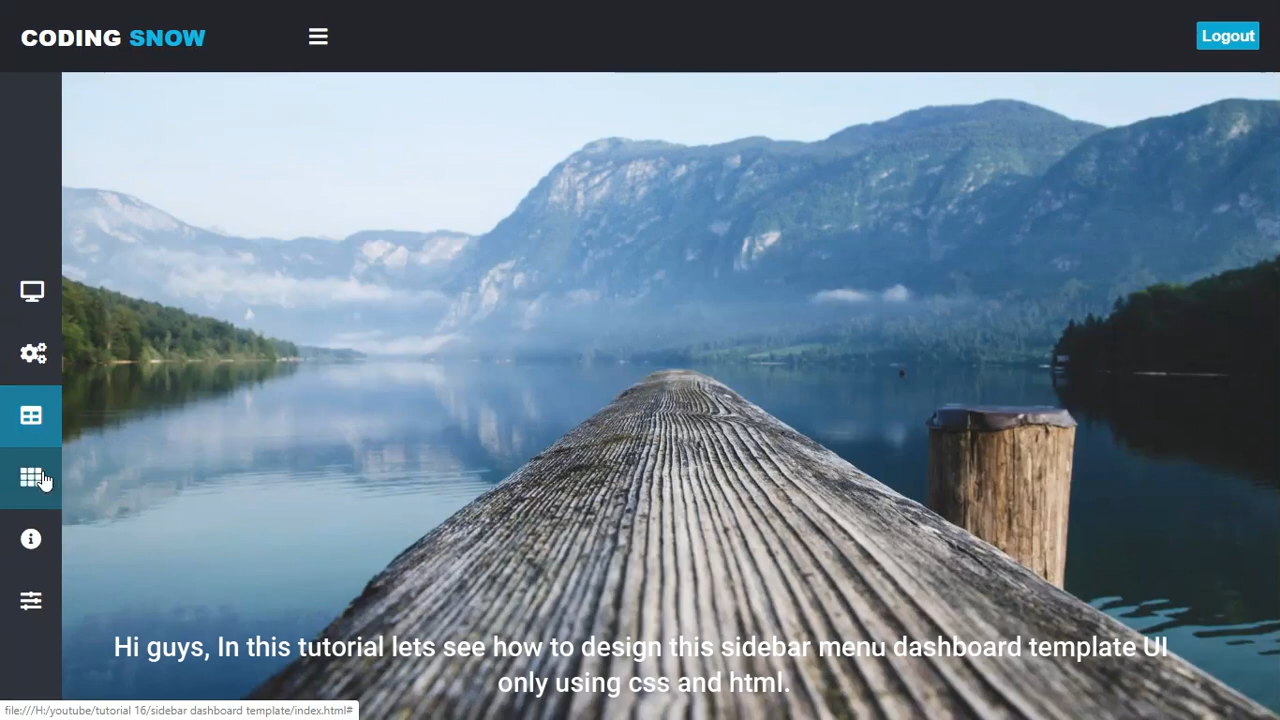 CODING SNOW
Logout
Hi guys, In this tutorial lets see how to design this sidebar menu dashboard template UI
only using css and html.
file:///H:/youtube/tutorial 16/sidebar dashboard template/index.html#